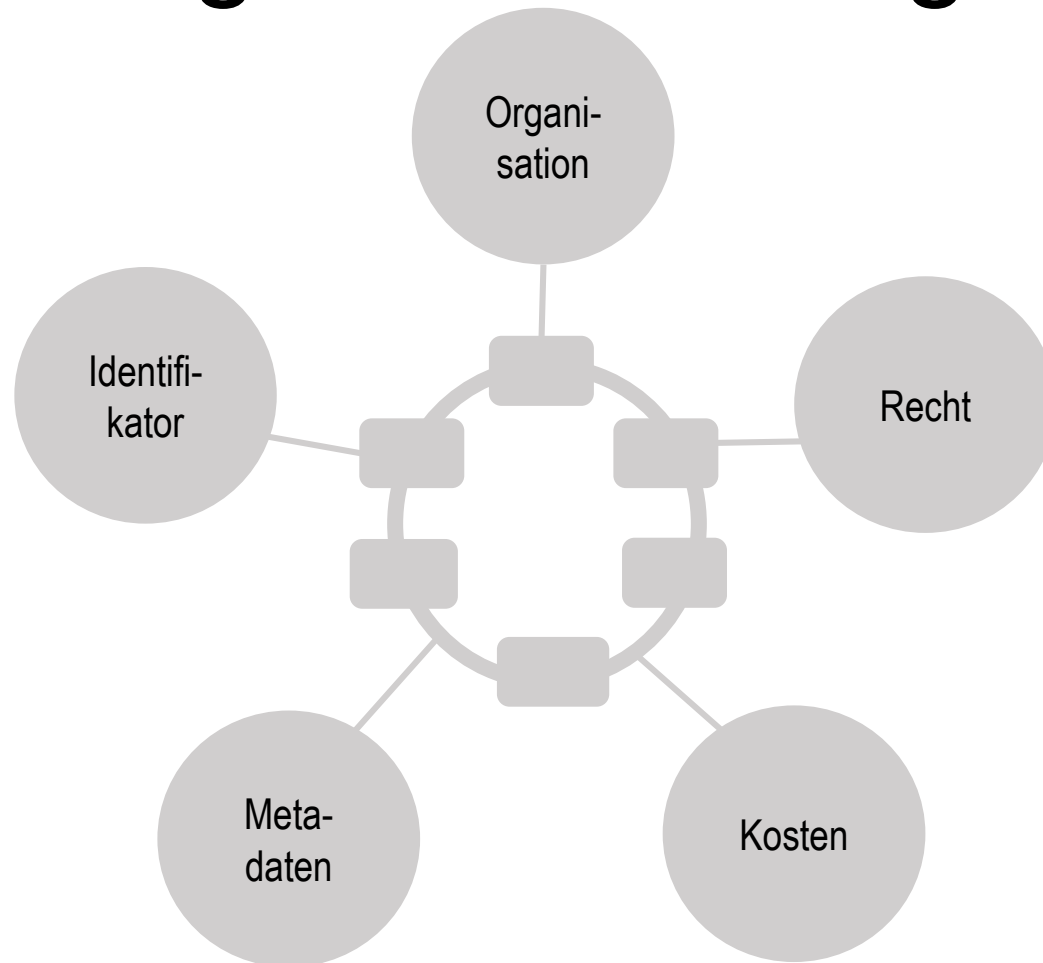 Organi-
sation
Identifi-
kator
Recht
Meta-
daten
Kosten